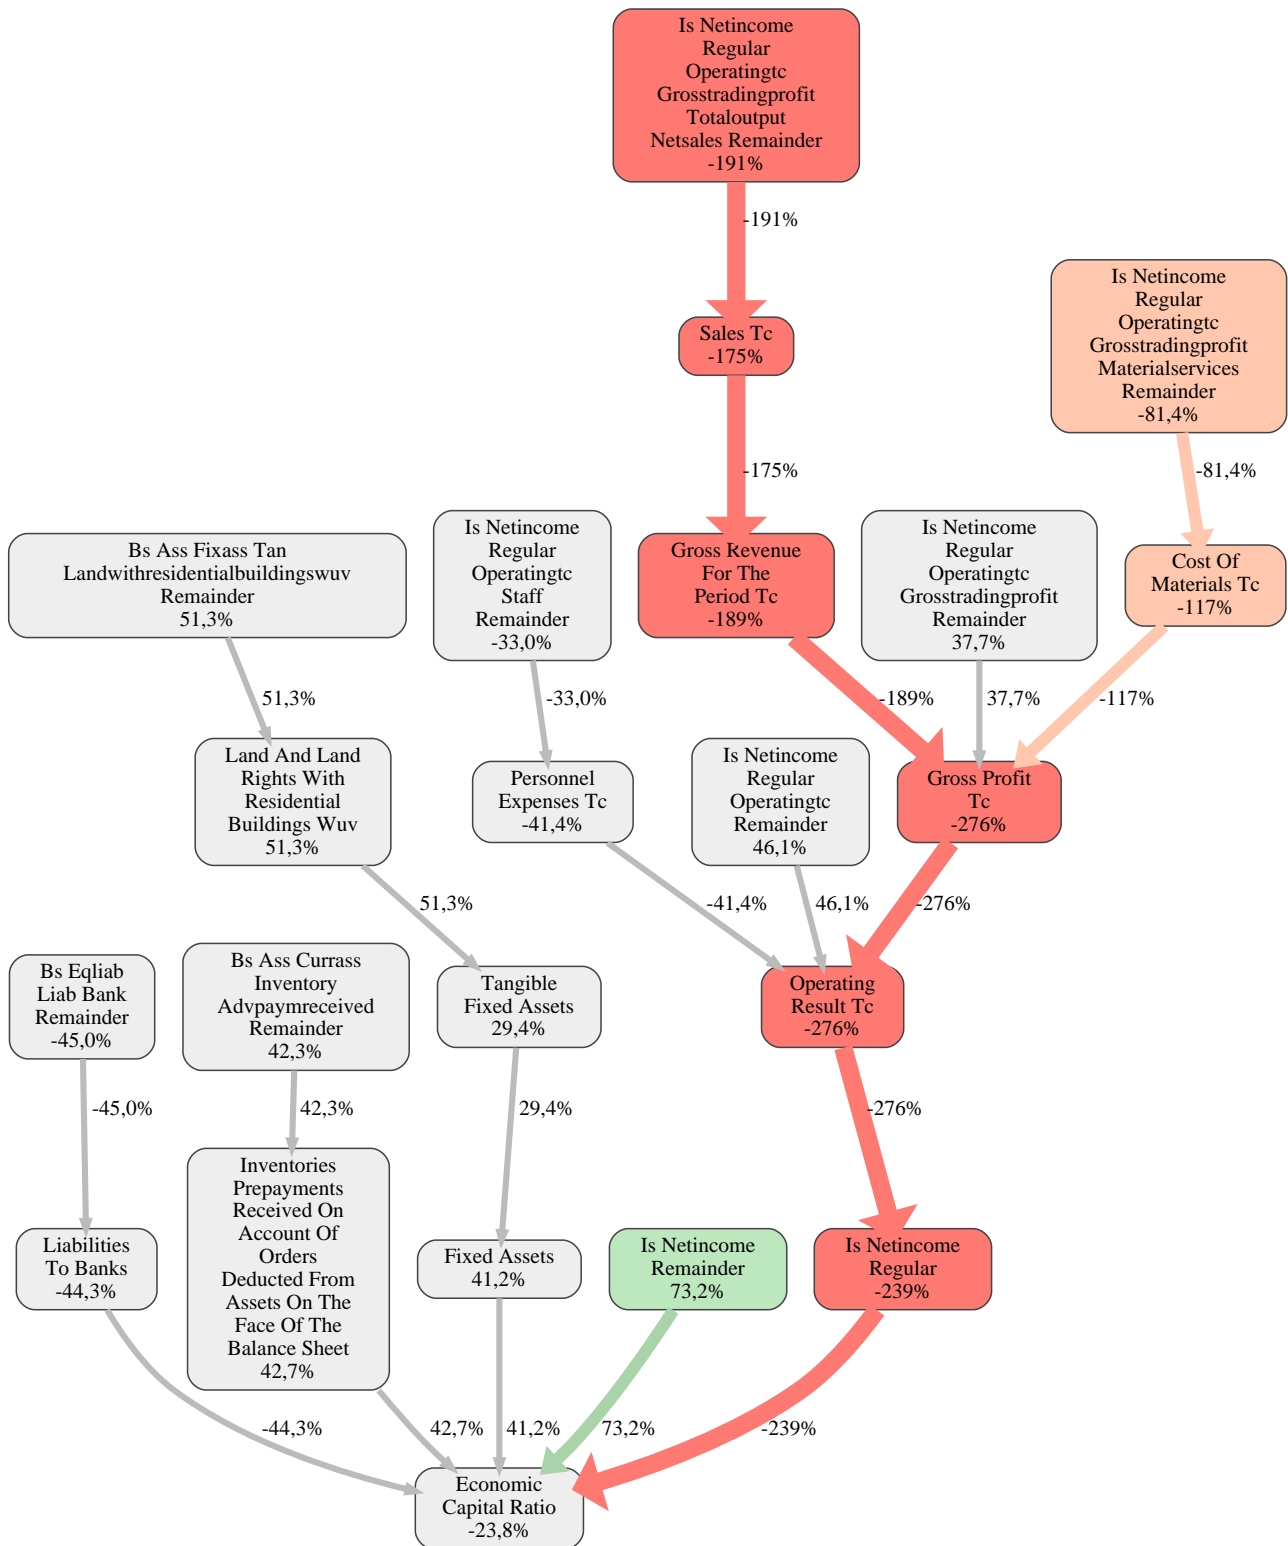 Is Netincome
Regular
Operatingtc
Grosstradingprofit
Totaloutput
Netsales Remainder
-191%
-191%
Is Netincome
Regular
Operatingtc
Grosstradingprofit
Materialservices
Remainder
-81,4%
Sales Tc
-175%
-175%
-81,4%
Bs Ass Fixass Tan
Landwithresidentialbuildingswuv
Remainder
51,3%
Is Netincome
Regular
Operatingtc
Staff
Remainder
-33,0%
Gross Revenue
For The
Period Tc
-189%
Is Netincome
Regular
Operatingtc
Grosstradingprofit
Remainder
37,7%
Cost Of
Materials Tc
-117%
51,3%
-33,0%
-189%
37,7%
-117%
Land And Land
Rights With
Residential
Buildings Wuv
51,3%
Personnel
Expenses Tc
-41,4%
Is Netincome
Regular
Operatingtc
Remainder
46,1%
Gross Profit
Tc
-276%
51,3%
-41,4%
46,1%
-276%
Bs Eqliab
Liab Bank
Remainder
-45,0%
Bs Ass Currass
Inventory
Advpaymreceived
Remainder
42,3%
Tangible
Fixed Assets
29,4%
Operating
Result Tc
-276%
-45,0%
42,3%
29,4%
-276%
Liabilities
To Banks
-44,3%
Inventories
Prepayments
Received On
Account Of
Orders
Deducted From
Assets On The
Face Of The
Balance Sheet
42,7%
Fixed Assets
41,2%
Is Netincome
Remainder
73,2%
Is Netincome
Regular
-239%
-44,3%
42,7%
41,2%
73,2%
-239%
Economic
Capital Ratio
-23,8%